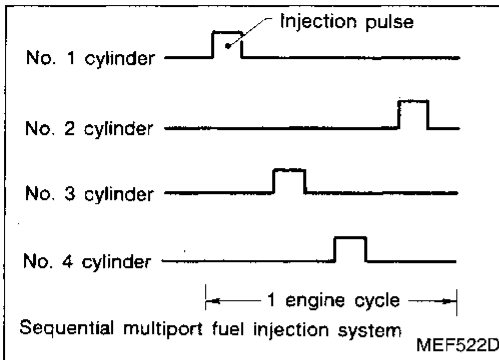 Injection pulse
No. 1 cylinder
No. 2 cylinder
No. 3 cylinder
No. 4 cylinder
1 engine cycle
Sequential multiport fuel injection system
MEF522D